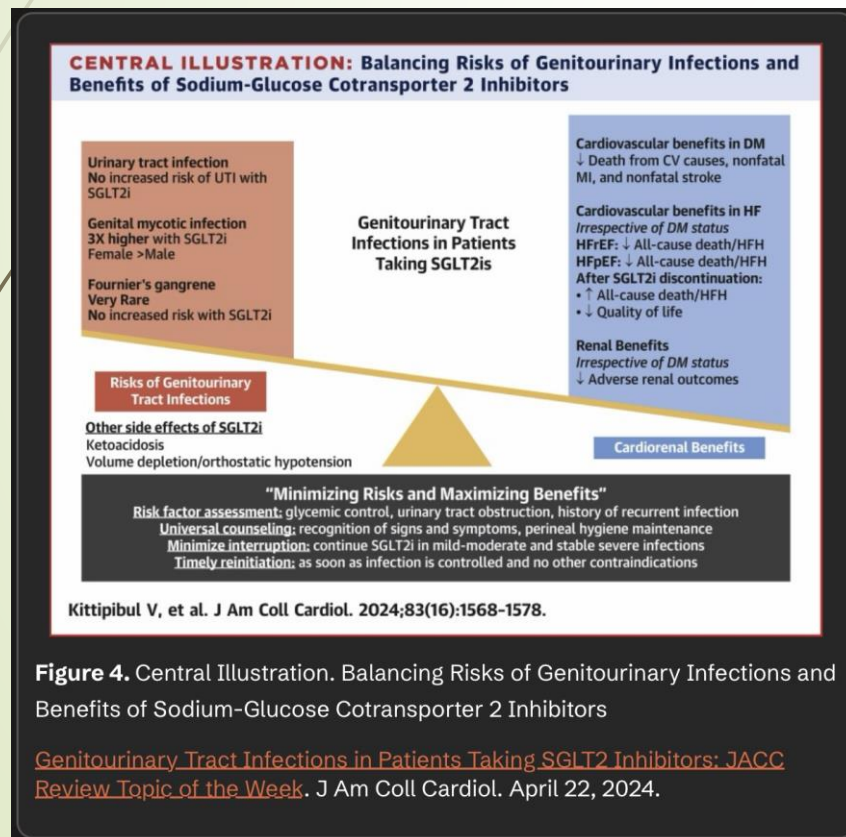 CENTRAL ILLUSTRATION: Balancing Risks of Genitourinary Infections and
Benefits of Sodium-Glucose Cotransporter 2 Inhibitors
Urinary tract infection
No increased risk of UTI with
SGLT2i
Genital mycotic infection
3X higher with SGLT2i
Female >Male
Fournier's gangrene
Very Rare
No increased risk with SGLT2i
Risks of Genitourinary
Tract Infections
Other side effects of SGLT2i
Ketoacidosis
Volume depletion/orthostatic hypotension
Genitourinary Tract
Infections in Patients
Taking SGLT2is
Cardiovascular benefits in DM
↓ Death from CV causes, nonfatal
MI, and nonfatal stroke
Cardiovascular benefits in HF
Irrespective of DM status
HFrEF: ↓ All-cause death/HFH
HFpEF: ↓ All-cause death/HFH
After SGLT2i discontinuation:
• ↑ All-cause death/HFH
• ↓ Quality of life
Renal Benefits
Irrespective of DM status
↓ Adverse renal outcomes
Cardiorenal Benefits
"Minimizing Risks and Maximizing Benefits"
Risk factor assessment: glycemic control, urinary tract obstruction, history of recurrent infection
Universal counseling: recognition of signs and symptoms, perineal hygiene maintenance
Minimize interruption: continue SGLT2i in mild-moderate and stable severe infections
Timely reinitiation: as soon as infection is controlled and no other contraindications
Kittipibul V, et al. J Am Coll Cardiol. 2024;83(16):1568-1578.
Figure 4. Central Illustration. Balancing Risks of Genitourinary Infections and
Benefits of Sodium-Glucose Cotransporter 2 Inhibitors
Genitourinary Tract Infections in Patients Taking SGLT2 Inhibitors: JACC
Review Topic of the Week. J Am Coll Cardiol. April 22, 2024.